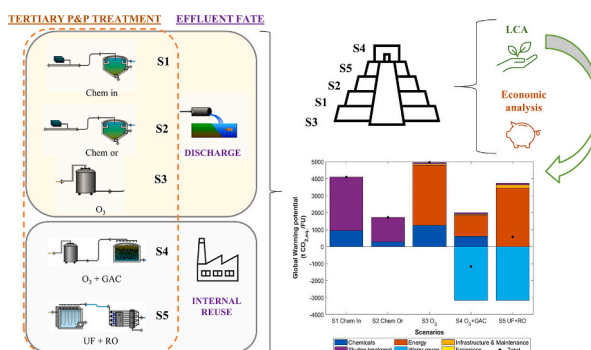 TERTIARY P&P TREATMENT
EFFLUENT FATE
S1
Chem in
S2
Chem or
DISCHARGE
S3
O3
S4
O3 + GAC
INTERNAL
REUSE
S5
UF + RO
S4
S5
S2
S1
S3
LCA
Economic
analysis
Global Warming potential
(t CO2,eq /FU)
5000
4000
3000
2000
1000
0
-1000
-2000
-3000
-4000
S1 Chem In
S2 Chem Or
S3 O3
S4 O3+GAC
S5 UF+RO
Scenarios
Chemicals
Energy
Infrastructure & Maintenance
Sludge treatment
Water reuse
Emissions
Total